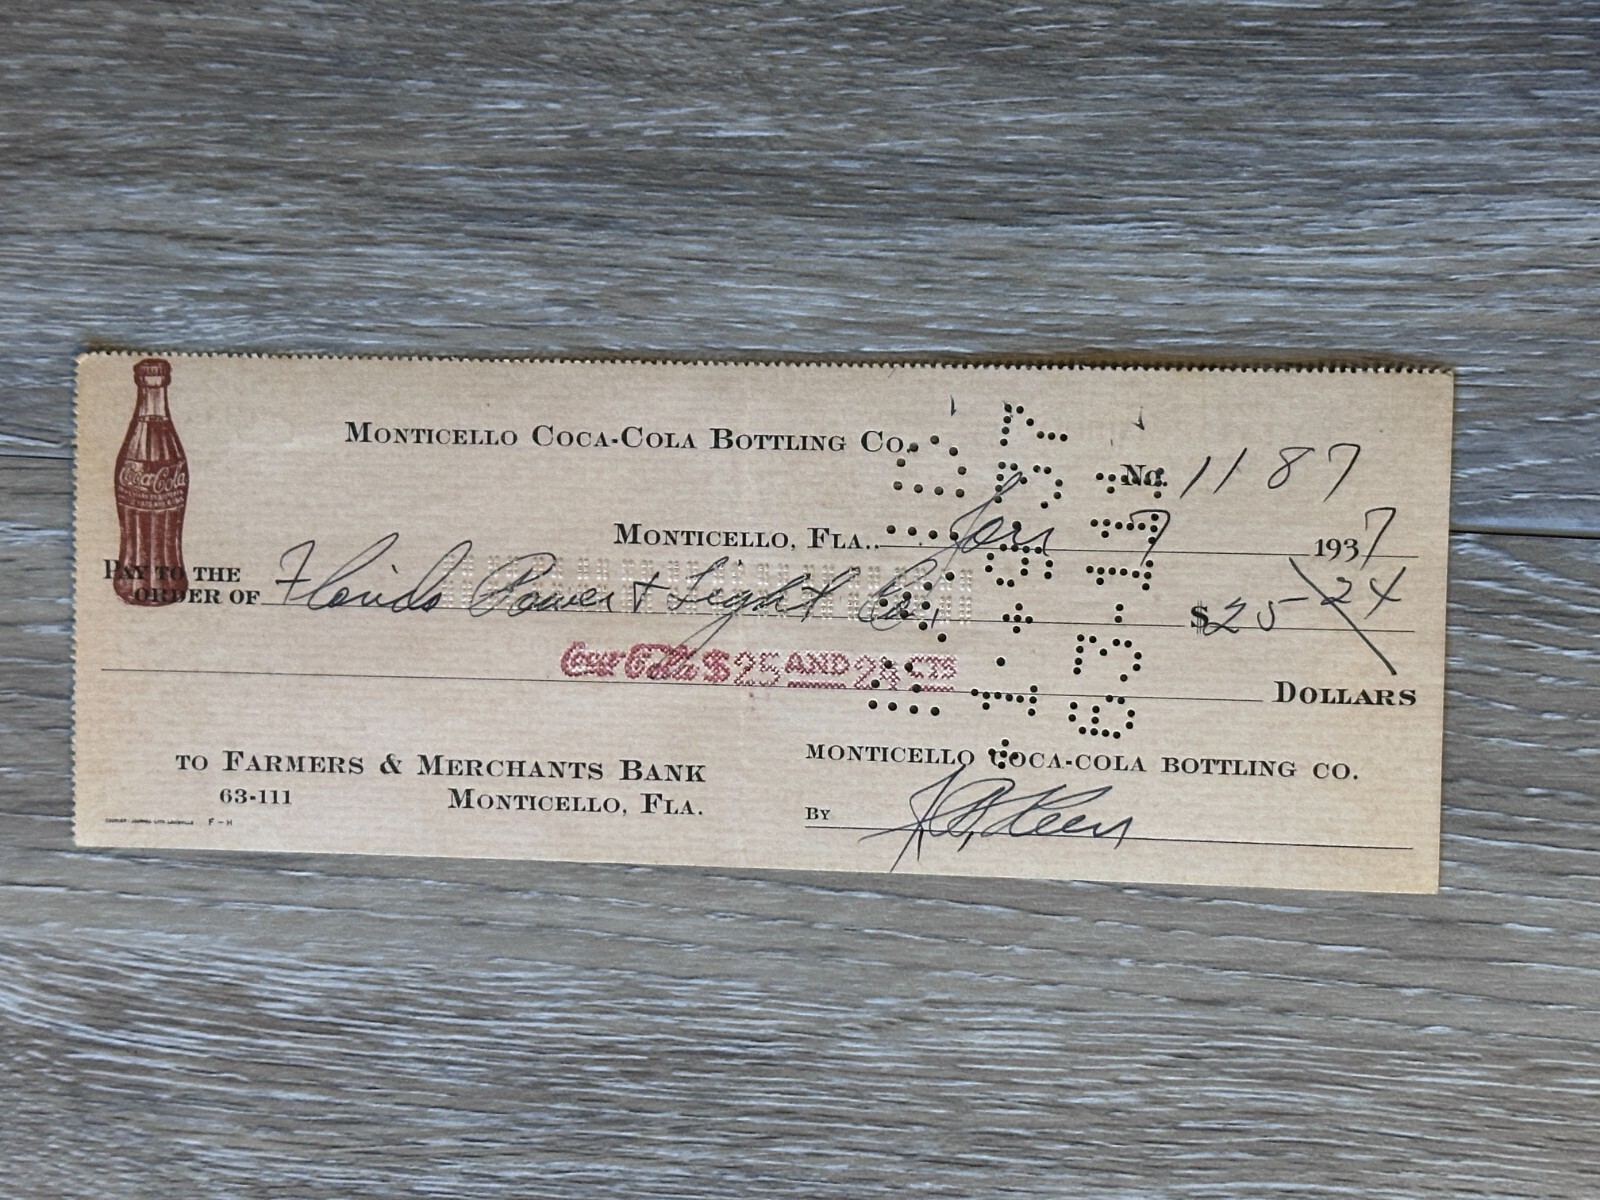 Coca-Cola
MONTICELLO COCA-COLA BOTTLING CO.
No. 1187
MONTICELLO, FLA. Jan 7 1937
PAY TO THE
ORDER OF Florida Power & Light Co. $25 24
Coca-Cola $25 AND 24 CTS
DOLLARS
TO FARMERS & MERCHANTS BANK
63-111 MONTICELLO, FLA.
MONTICELLO COCA-COLA BOTTLING CO.
BY
F-H